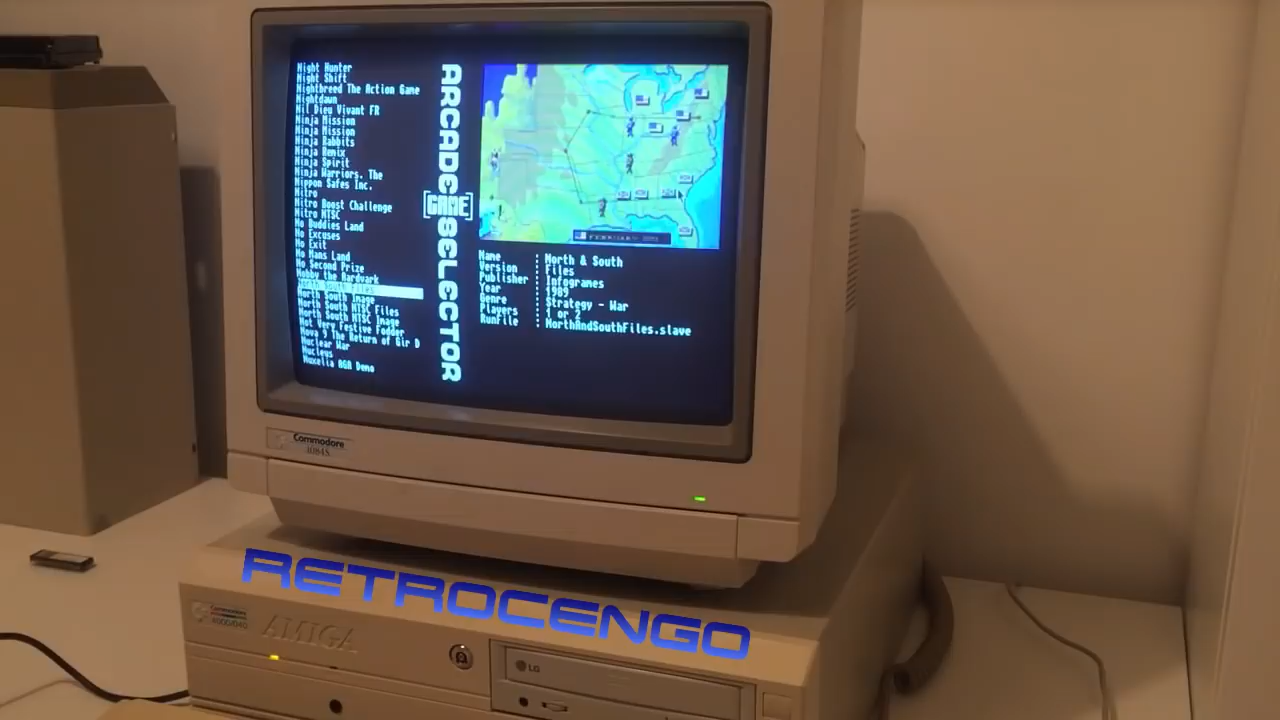 Night Hunter
Night Shift
Nightbreed The Action Game
Nightdawn
Nil Dieu Vivant FR
Ninja Mission
Ninja Mission
Ninja Rabbits
Ninja Remix
Ninja Spirit
Ninja Warriors, The
Nippon Safes Inc.
Nitro
Nitro Boost Challenge
Nitro NTSC
No Buddies Land
No Excuses
No Exit
No Mans Land
No Second Prize
Nobby the Aardvark
North South Files
North South Image
North South NTSC Files
North South NTSC Image
Not Very Festive Fodder
Nova 9 The Return of Gir D
Nuclear War
Nucleus
Nuxelia AGA Demo
ARCADE
GAME
SELECTOR
Name : North & South
Version : Files
Publisher : Infogrames
Year : 1989
Genre : Strategy - War
Players : 1 or 2
RunFile : NorthAndSouthFiles.slave
Commodore
1084S
RETROCENGO
Commodore
4000/040
AMIGA
LG